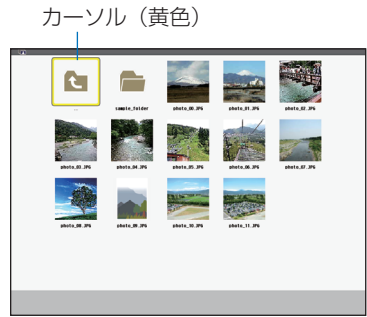 カーソル（黄色）
sample_folder photo_00.JPG photo_01.JPG photo_02.JPG
photo_03.JPG photo_04.JPG photo_05.JPG photo_06.JPG photo_07.JPG
photo_08.JPG photo_09.JPG photo_10.JPG photo_11.JPG